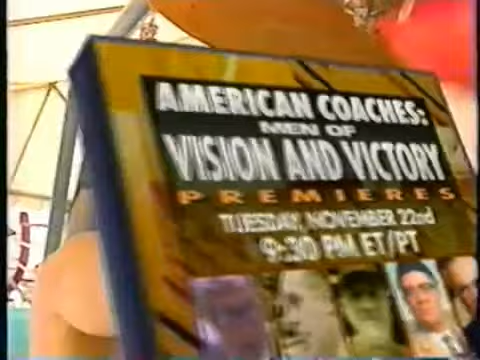 AMERICAN COACHES:
MEN OF
VISION AND VICTORY
PREMIERES
TUESDAY, NOVEMBER 22nd
9:30 PM ET/PT